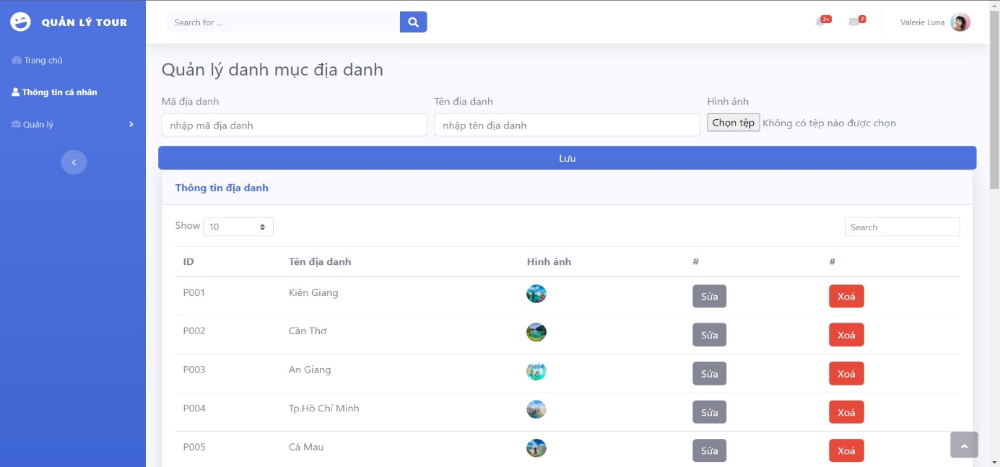 QUẢN LÝ TOUR
Search for ...
3+
7
Valerie Luna
Trang chủ
Thông tin cá nhân
Quản lý
Quản lý danh mục địa danh
Mã địa danh
Tên địa danh
Hình ảnh
nhập mã địa danh
nhập tên địa danh
Chọn tệp Không có tệp nào được chọn
Lưu
Thông tin địa danh
Show 10
Search
ID Tên địa danh Hình ảnh # #
P001 Kiên Giang Sửa Xoá
P002 Cần Thơ Sửa Xoá
P003 An Giang Sửa Xoá
P004 Tp.Hồ Chí Minh Sửa Xoá
P005 Cà Mau Sửa Xoá